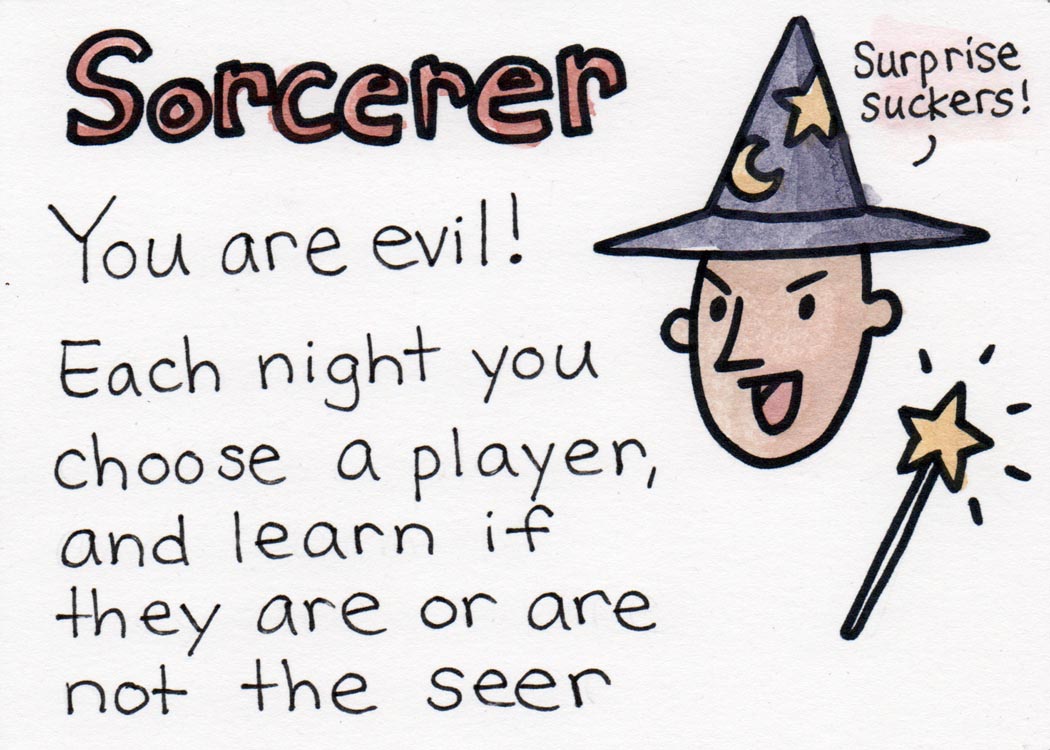 Sorcerer
Surprise
suckers!
You are evil!
Each night you
choose a player,
and learn if
they are or are
not the seer